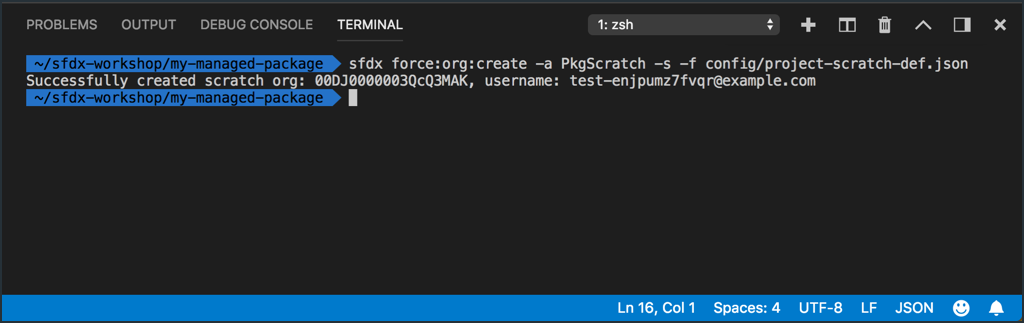 PROBLEMS OUTPUT DEBUG CONSOLE TERMINAL 1: zsh
~/sfdx-workshop/my-managed-package sfdx force:org:create -a PkgScratch -s -f config/project-scratch-def.json
Successfully created scratch org: 00DJ0000003QcQ3MAK, username: test-enjpumz7fvqr@example.com
~/sfdx-workshop/my-managed-package
Ln 16, Col 1 Spaces: 4 UTF-8 LF JSON